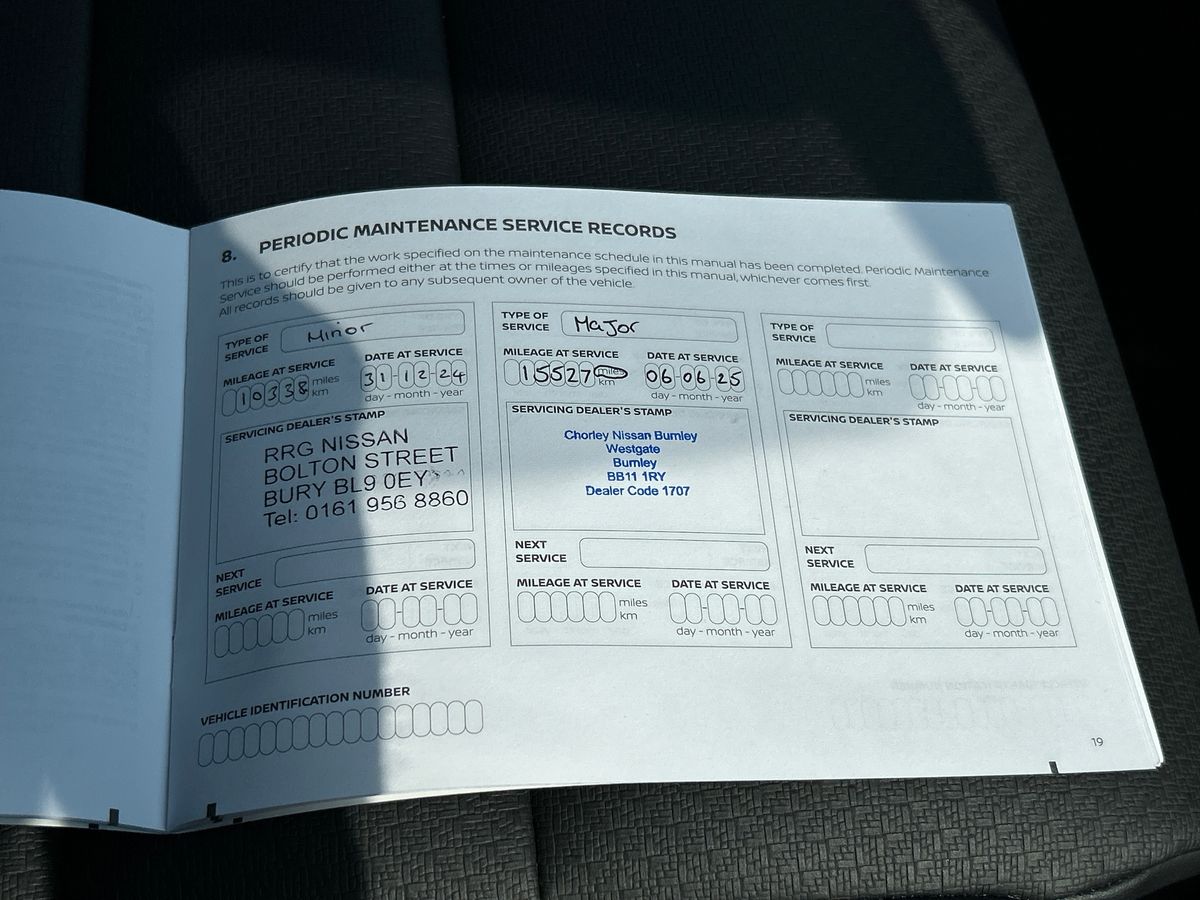 8. PERIODIC MAINTENANCE SERVICE RECORDS
This is to certify that the work specified on the maintenance schedule in this manual has been completed. Periodic Maintenance
Service should be performed either at the times or mileages specified in this manual, whichever comes first.
All records should be given to any subsequent owner of the vehicle.
TYPE OF
SERVICE
Minor
MILEAGE AT SERVICE
10338
miles
km
DATE AT SERVICE
31-12-24
day - month - year
SERVICING DEALER'S STAMP
RRG NISSAN
BOLTON STREET
BURY BL9 0EY
Tel: 0161 956 8860
NEXT
SERVICE
MILEAGE AT SERVICE
miles
km
DATE AT SERVICE
day - month - year
TYPE OF
SERVICE
Major
MILEAGE AT SERVICE
15527
miles
km
DATE AT SERVICE
06-06-25
day - month - year
SERVICING DEALER'S STAMP
Chorley Nissan Burnley
Westgate
Burnley
BB11 1RY
Dealer Code 1707
NEXT
SERVICE
MILEAGE AT SERVICE
miles
km
DATE AT SERVICE
day - month - year
TYPE OF
SERVICE
MILEAGE AT SERVICE
miles
km
DATE AT SERVICE
day - month - year
SERVICING DEALER'S STAMP
NEXT
SERVICE
MILEAGE AT SERVICE
miles
km
DATE AT SERVICE
day - month - year
VEHICLE IDENTIFICATION NUMBER
19